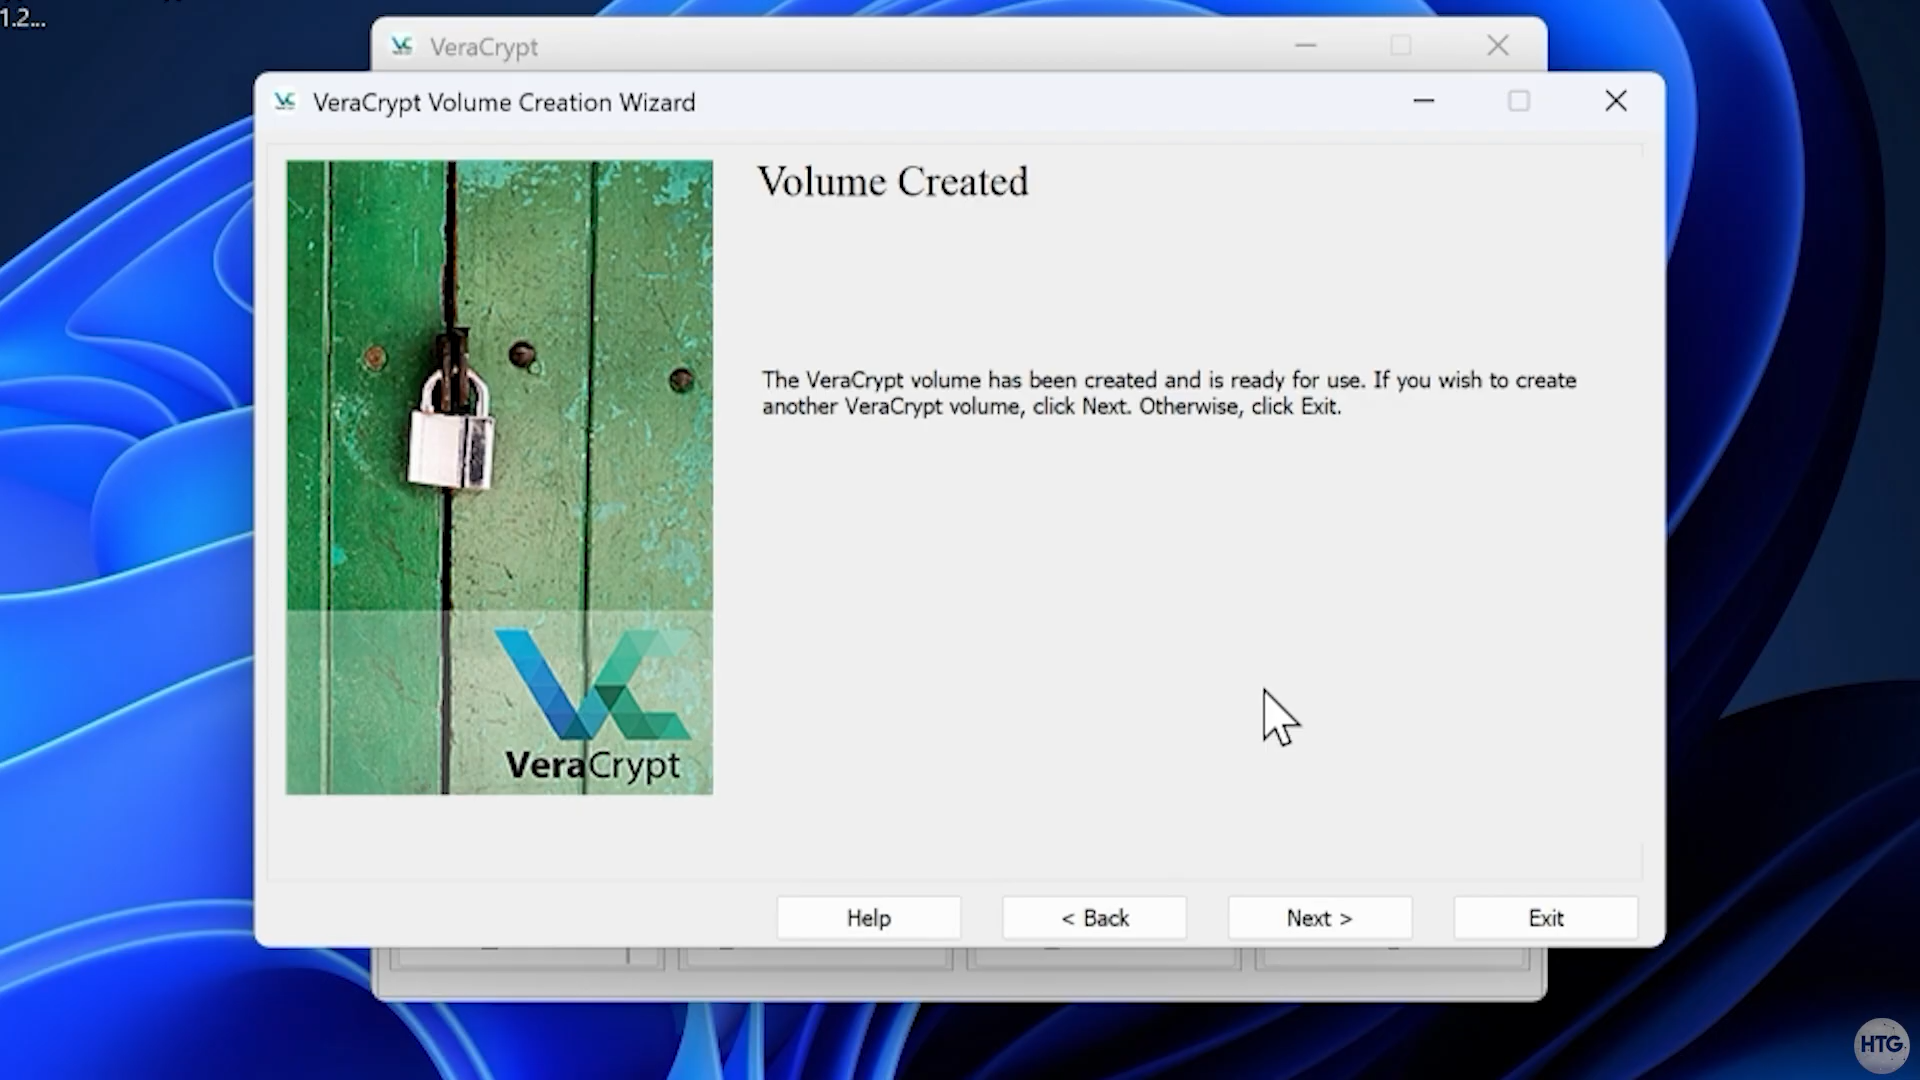 1.2...
VeraCrypt
VeraCrypt Volume Creation Wizard
Volume Created
The VeraCrypt volume has been created and is ready for use. If you wish to create
another VeraCrypt volume, click Next. Otherwise, click Exit.
VeraCrypt
Help
< Back
Next >
Exit
HTG